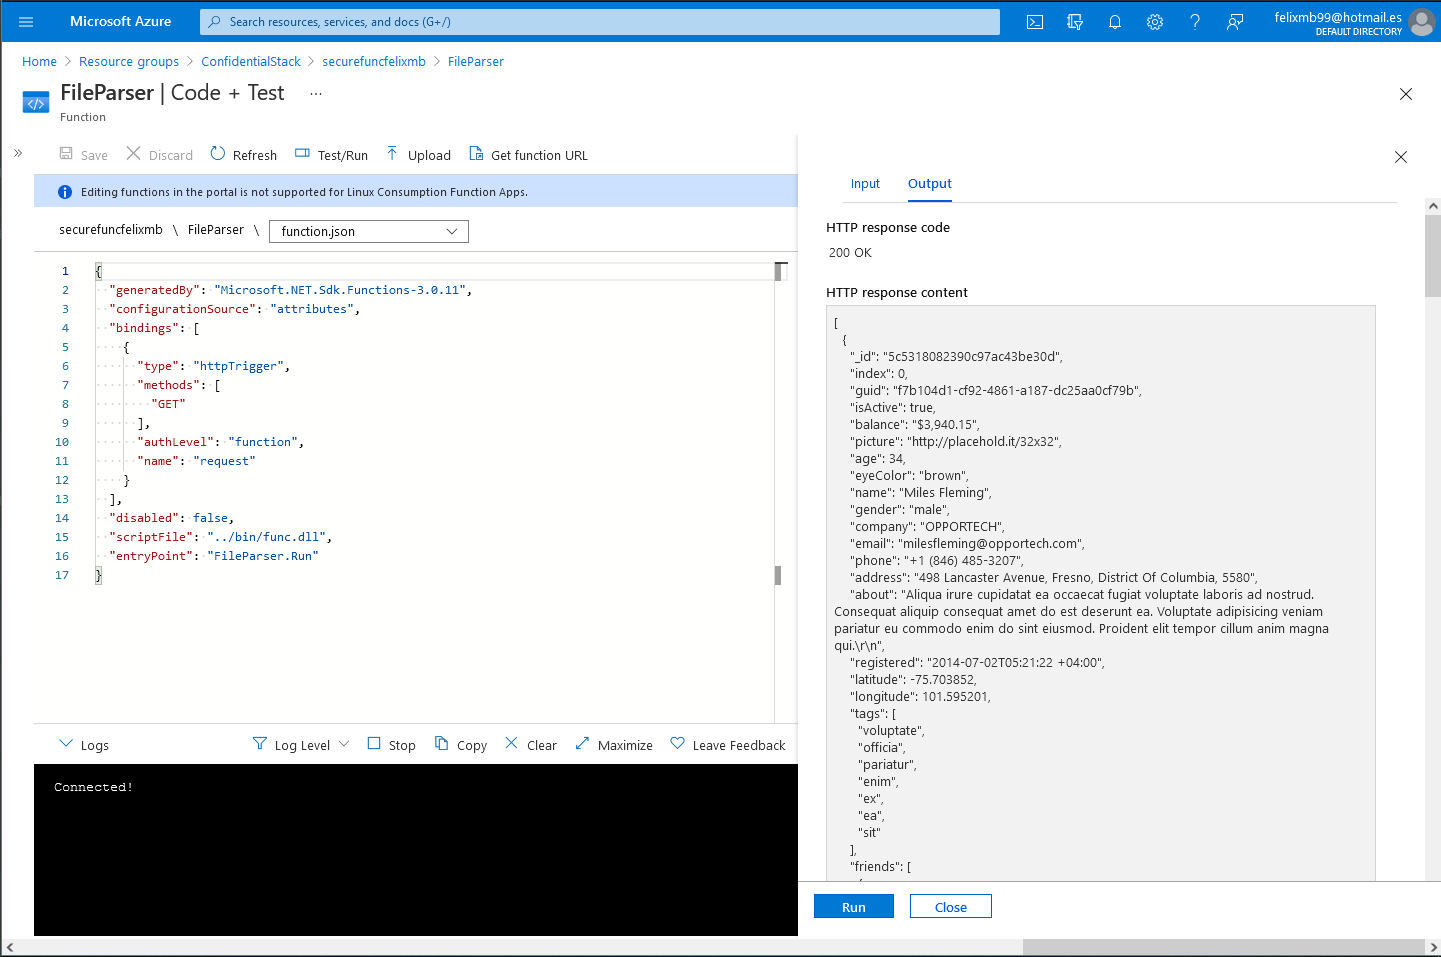 Microsoft Azure
Search resources, services, and docs (G+/)
felixmb99@hotmail.es
DEFAULT DIRECTORY
Home > Resource groups > ConfidentialStack > securefuncfelixmb > FileParser
FileParser | Code + Test ...
Function
Save Discard Refresh Test/Run Upload Get function URL
Editing functions in the portal is not supported for Linux Consumption Function Apps.
securefuncfelixmb \ FileParser \ function.json
1 {
2 "generatedBy": "Microsoft.NET.Sdk.Functions-3.0.11",
3 "configurationSource": "attributes",
4 "bindings": [
5 {
6 "type": "httpTrigger",
7 "methods": [
8 "GET"
9 ],
10 "authLevel": "function",
11 "name": "request"
12 }
13 ],
14 "disabled": false,
15 "scriptFile": "../bin/func.dll",
16 "entryPoint": "FileParser.Run"
17 }
Logs Log Level Stop Copy Clear Maximize Leave Feedback
Connected!
Input Output
HTTP response code
200 OK
HTTP response content
[
{
"_id": "5c5318082390c97ac43be30d",
"index": 0,
"guid": "f7b104d1-cf92-4861-a187-dc25aa0cf79b",
"isActive": true,
"balance": "$3,940.15",
"picture": "http://placehold.it/32x32",
"age": 34,
"eyeColor": "brown",
"name": "Miles Fleming",
"gender": "male",
"company": "OPPORTECH",
"email": "milesfleming@opportech.com",
"phone": "+1 (846) 485-3207",
"address": "498 Lancaster Avenue, Fresno, District Of Columbia, 5580",
"about": "Aliqua irure cupidatat ea occaecat fugiat voluptate laboris ad nostrud.
Consequat aliquip consequat amet do est deserunt ea. Voluptate adipisicing veniam
pariatur eu commodo enim do sint eiusmod. Proident elit tempor cillum anim magna
qui.\r\n",
"registered": "2014-07-02T05:21:22 +04:00",
"latitude": -75.703852,
"longitude": 101.595201,
"tags": [
"voluptate",
"officia",
"pariatur",
"enim",
"ex",
"ea",
"sit"
],
"friends": [
Run Close